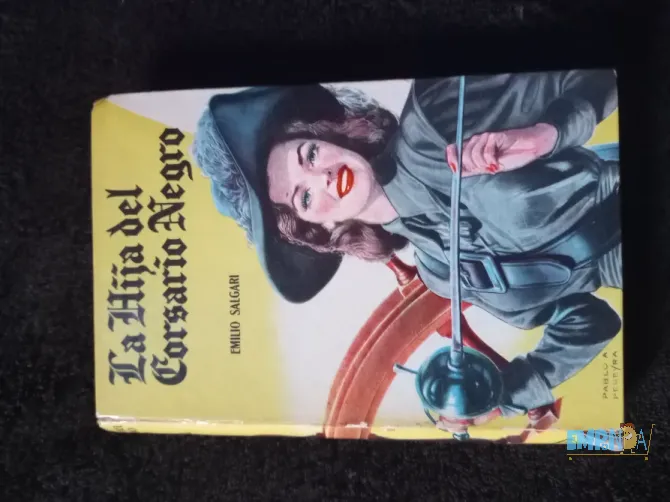 La Hija del
Corsario Negro
EMILIO SALGARI
PABLO A
PEREYRA